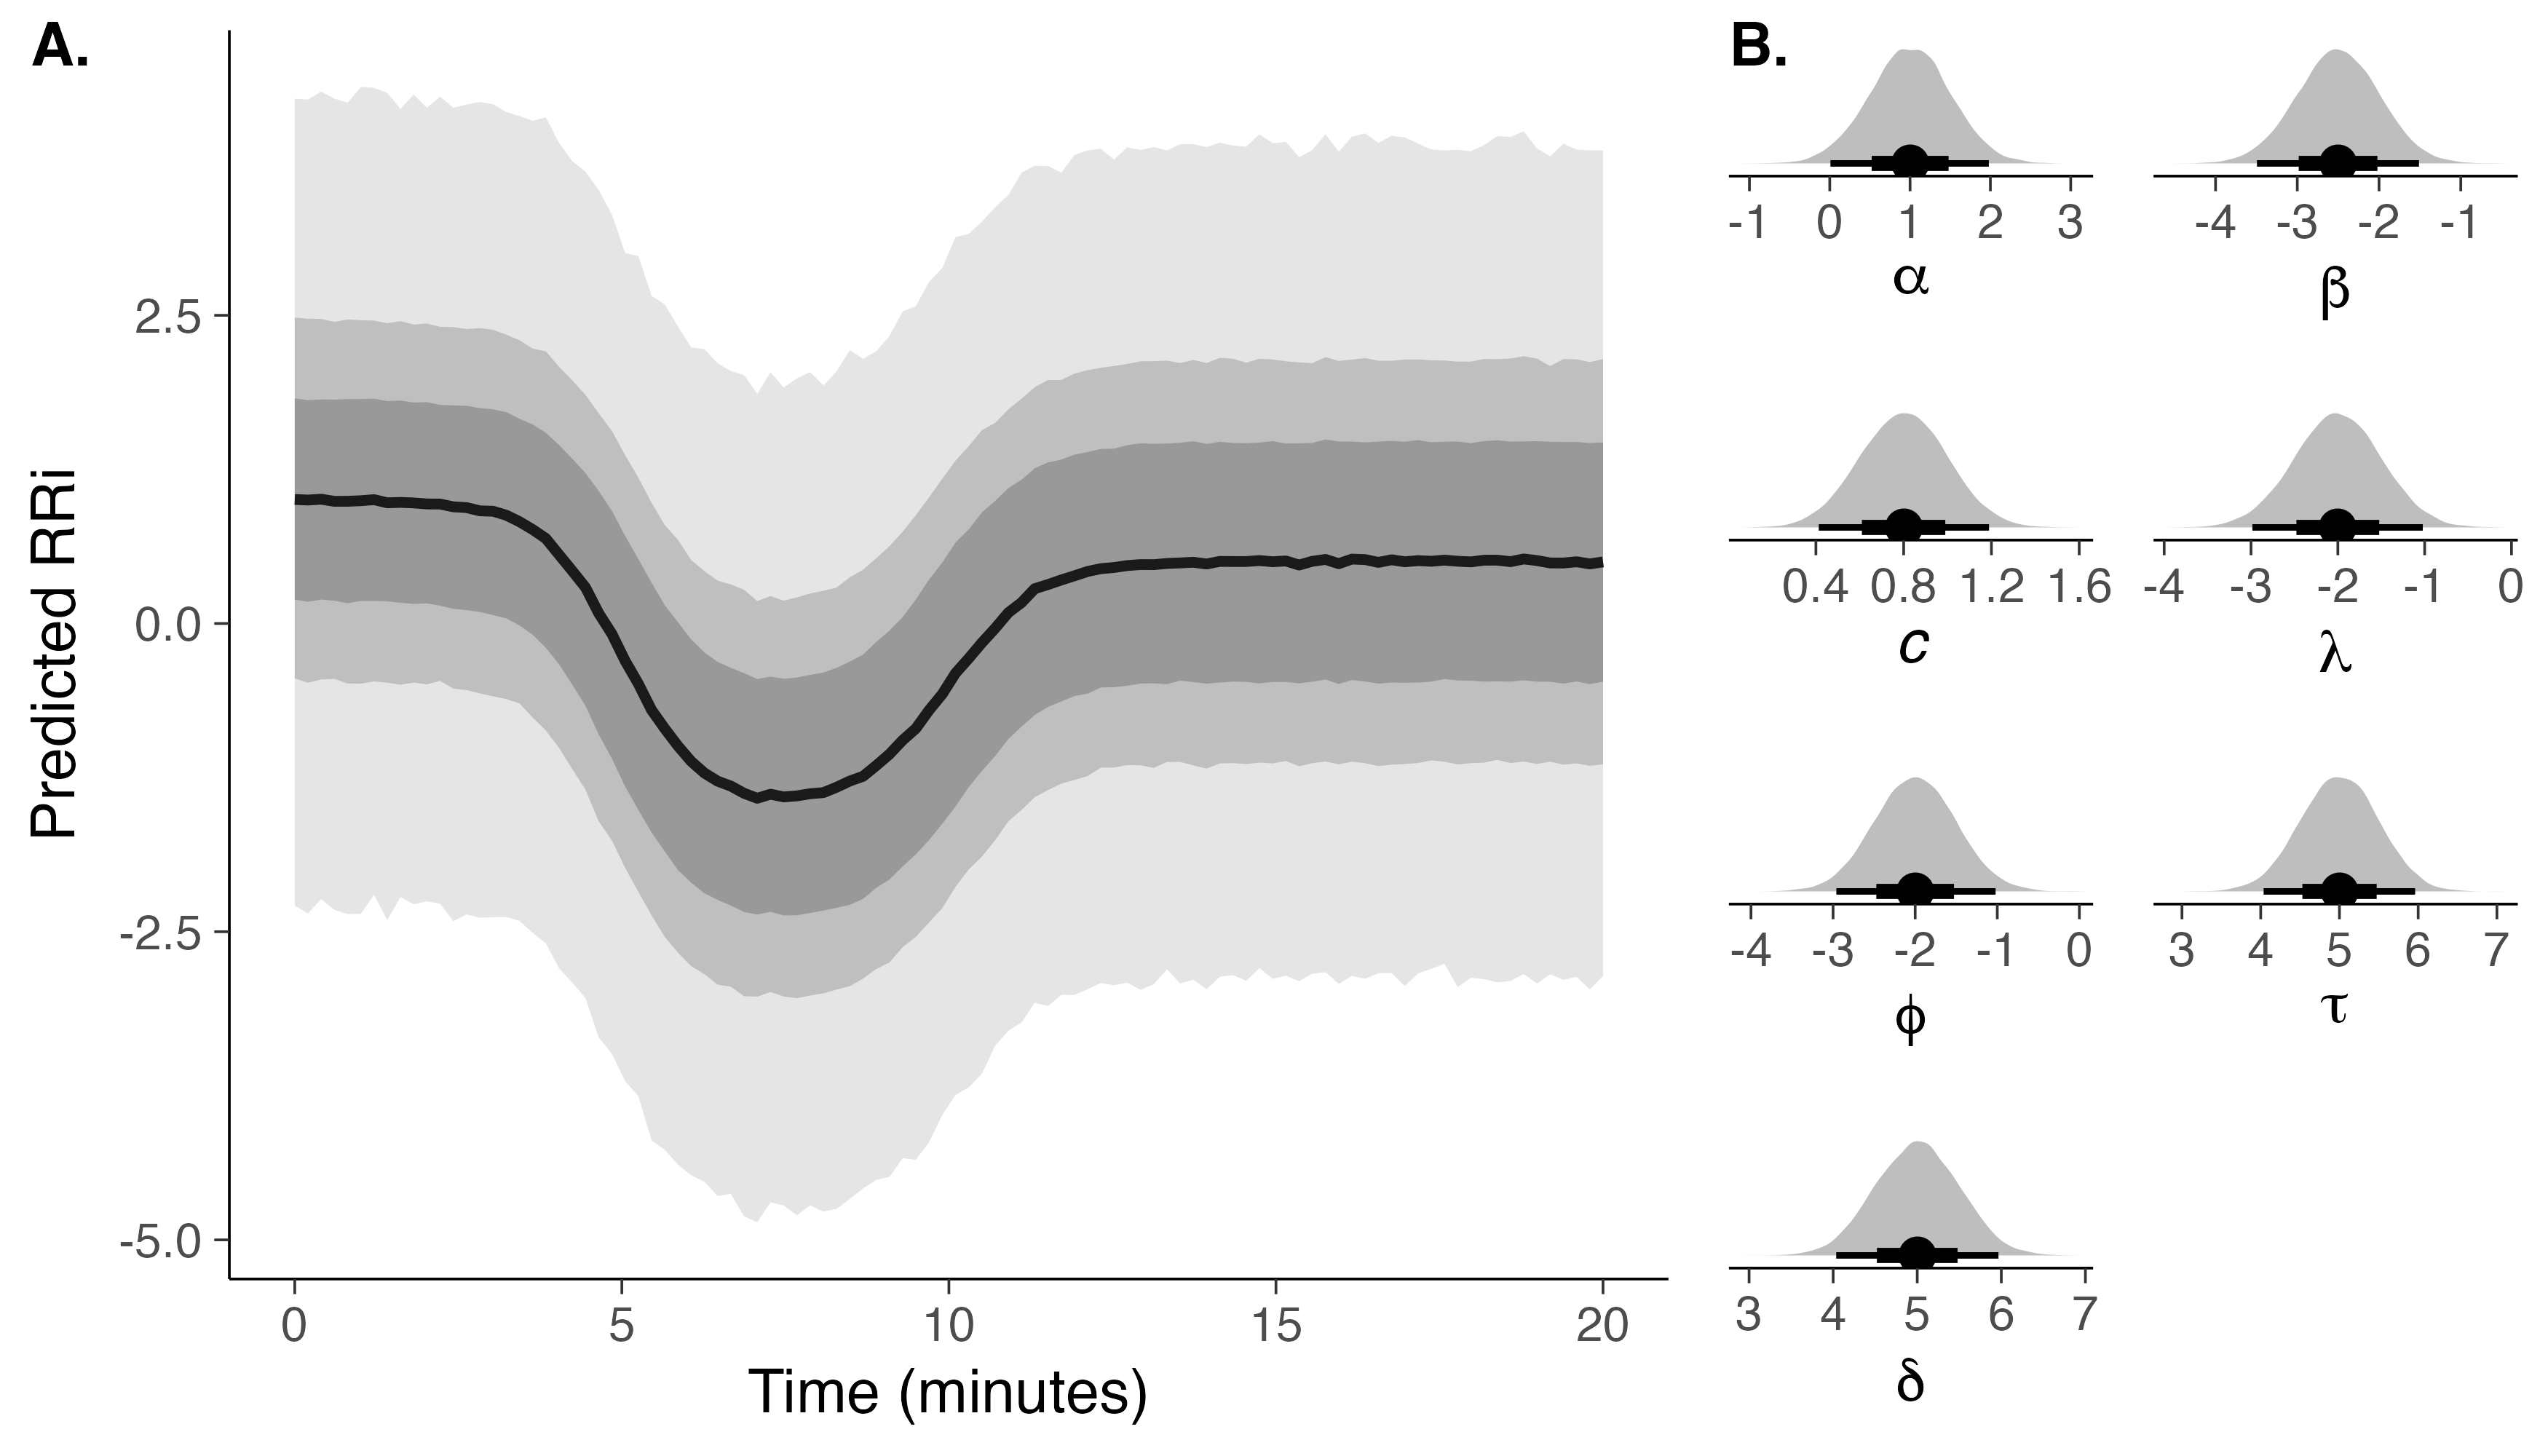 A.
Predicted RRi
2.5
0.0
-2.5
-5.0
0 5 10 15 20
Time (minutes)
B.
-1 0 1 2 3
α
-4 -3 -2 -1
β
0.4 0.8 1.2 1.6
c
-4 -3 -2 -1 0
λ
-4 -3 -2 -1 0
ϕ
3 4 5 6 7
τ
3 4 5 6 7
δ